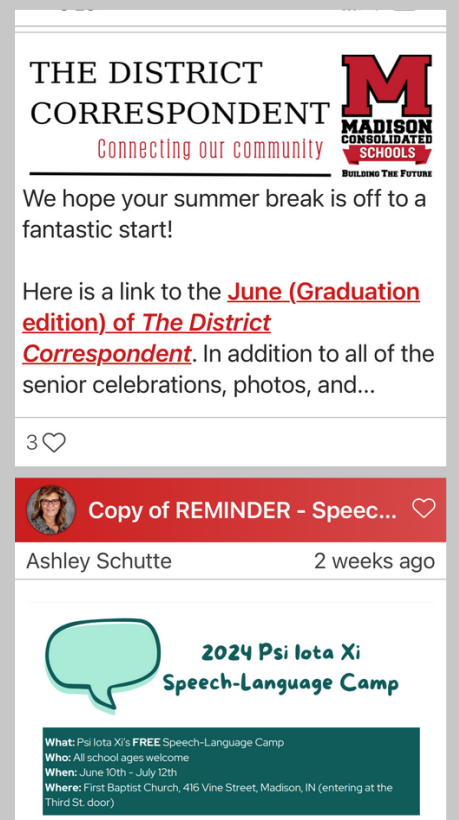 THE DISTRICT
CORRESPONDENT
Connecting our community
M
MADISON
CONSOLIDATED
SCHOOLS
BUILDING THE FUTURE
We hope your summer break is off to a
fantastic start!
Here is a link to the June (Graduation
edition) of The District
Correspondent. In addition to all of the
senior celebrations, photos, and...
3
Copy of REMINDER - Speec...
Ashley Schutte
2 weeks ago
2024 Psi Iota Xi
Speech-Language Camp
What: Psi Iota Xi's FREE Speech-Language Camp
Who: All school ages welcome
When: June 10th - July 12th
Where: First Baptist Church, 416 Vine Street, Madison, IN (entering at the
Third St. door)